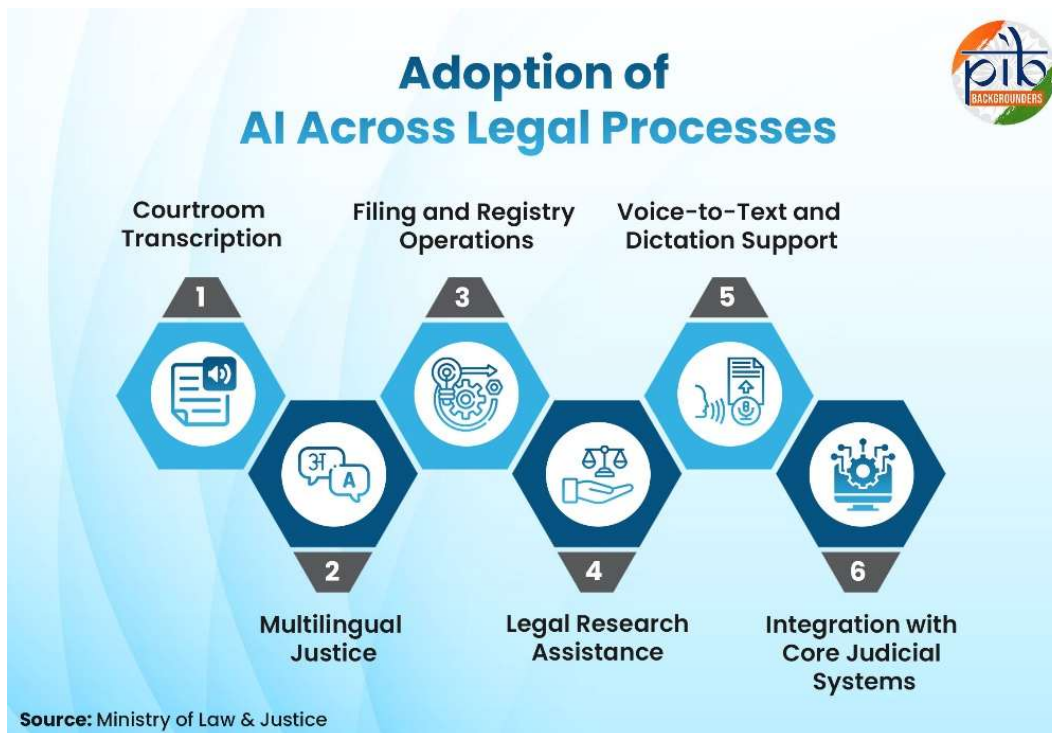 Adoption of
AI Across Legal Processes
pib
BACKGROUNDERS
Courtroom
Transcription
Filing and Registry
Operations
Voice-to-Text and
Dictation Support
1
3
5
अ
A
2
4
6
Multilingual
Justice
Legal Research
Assistance
Integration with
Core Judicial
Systems
Source: Ministry of Law & Justice